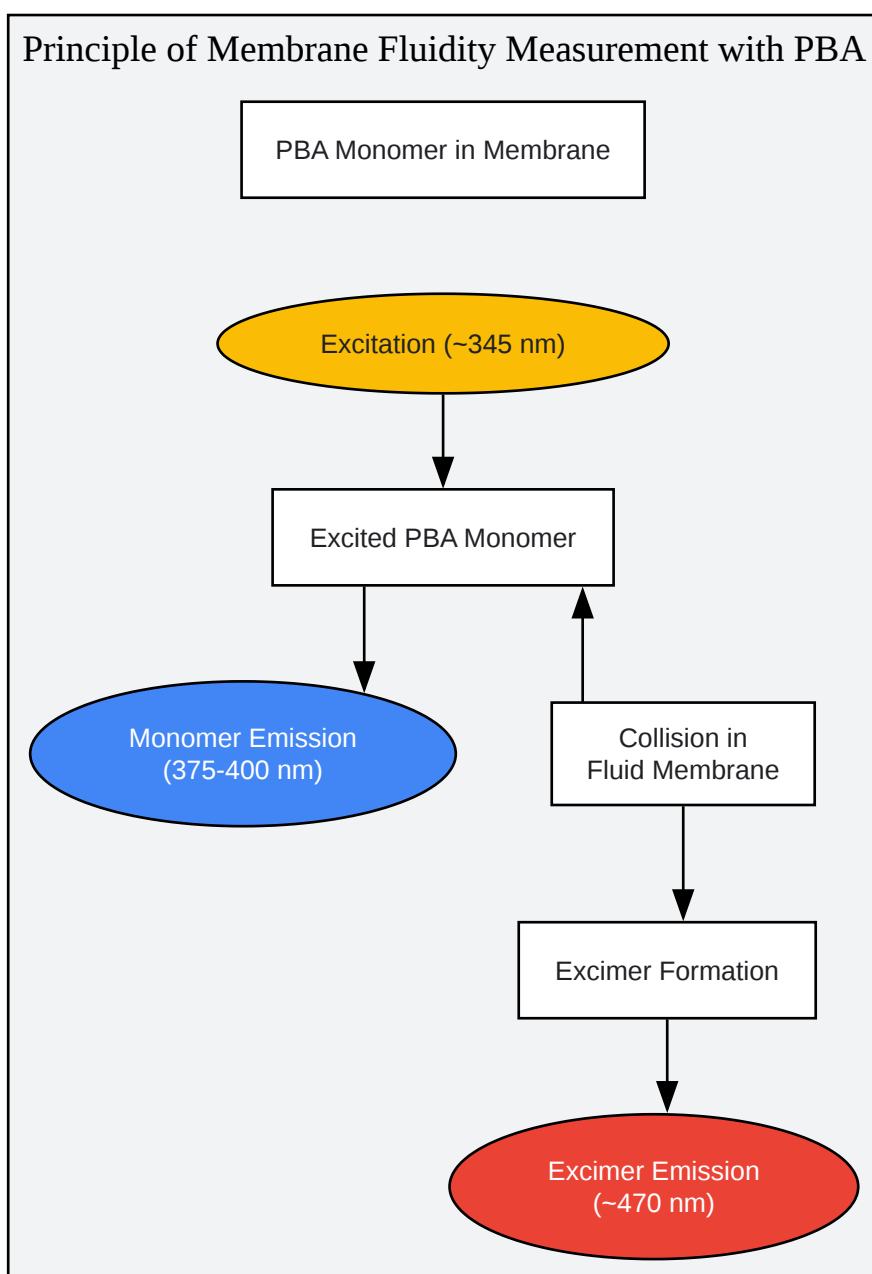 Principle of Membrane Fluidity Measurement with PBA
PBA Monomer in Membrane
Excitation (~345 nm)
Excited PBA Monomer
Monomer Emission
(375-400 nm)
Collision in
Fluid Membrane
Excimer Formation
Excimer Emission
(~470 nm)